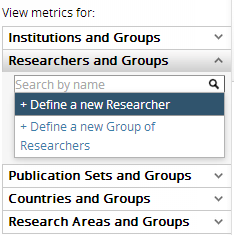 View metrics for:
Institutions and Groups
Researchers and Groups
Search by name
+ Define a new Researcher
+ Define a new Group of
Researchers
Publication Sets and Groups
Countries and Groups
Research Areas and Groups